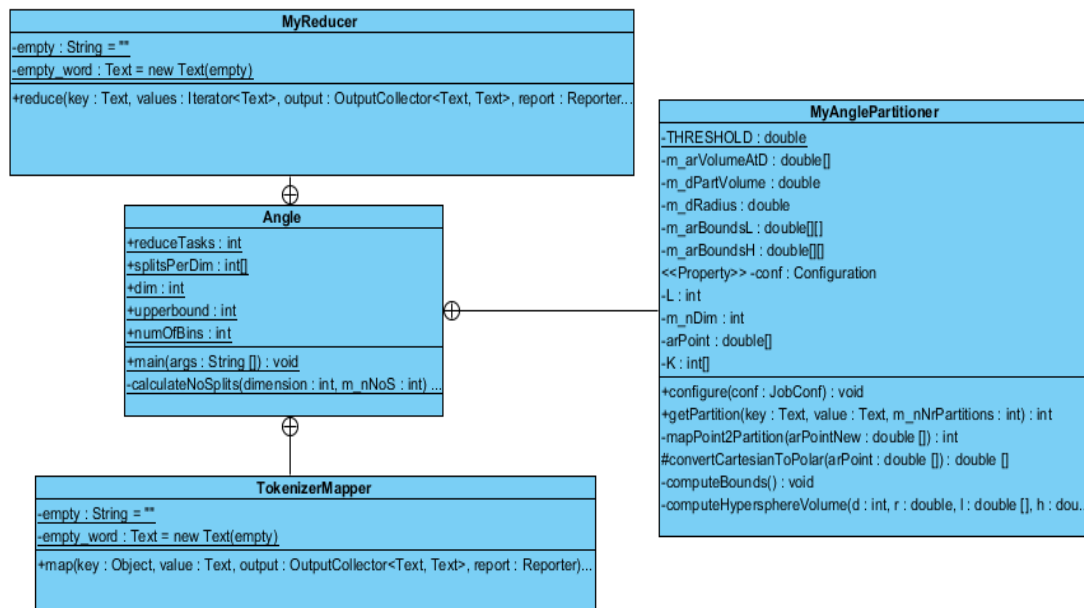 MyReducer
-empty : String = ""
-empty_word : Text = new Text(empty)
+reduce(key : Text, values : Iterator<Text>, output : OutputCollector<Text, Text>, report : Reporter...
MyAnglePartitioner
-THRESHOLD : double
-m_arVolumeAtD : double[]
-m_dPartVolume : double
-m_dRadius : double
-m_arBoundsL : double[][]
-m_arBoundsH : double[][]
<<Property>> -conf : Configuration
-L : int
-m_nDim : int
-arPoint : double[]
-K : int[]
+configure(conf : JobConf) : void
+getPartition(key : Text, value : Text, m_nNrPartitions : int) : int
-mapPoint2Partition(arPointNew : double []) : int
#convertCartesianToPolar(arPoint : double []) : double []
-computeBounds() : void
-computeHypersphereVolume(d : int, r : double, l : double [], h : dou...
Angle
+reduceTasks : int
+splitsPerDim : int[]
+dim : int
+upperbound : int
+numOfBins : int
+main(args : String []) : void
-calculateNoSplits(dimension : int, m_nNoS : int) ...
TokenizerMapper
-empty : String = ""
-empty_word : Text = new Text(empty)
+map(key : Object, value : Text, output : OutputCollector<Text, Text>, report : Reporter)...